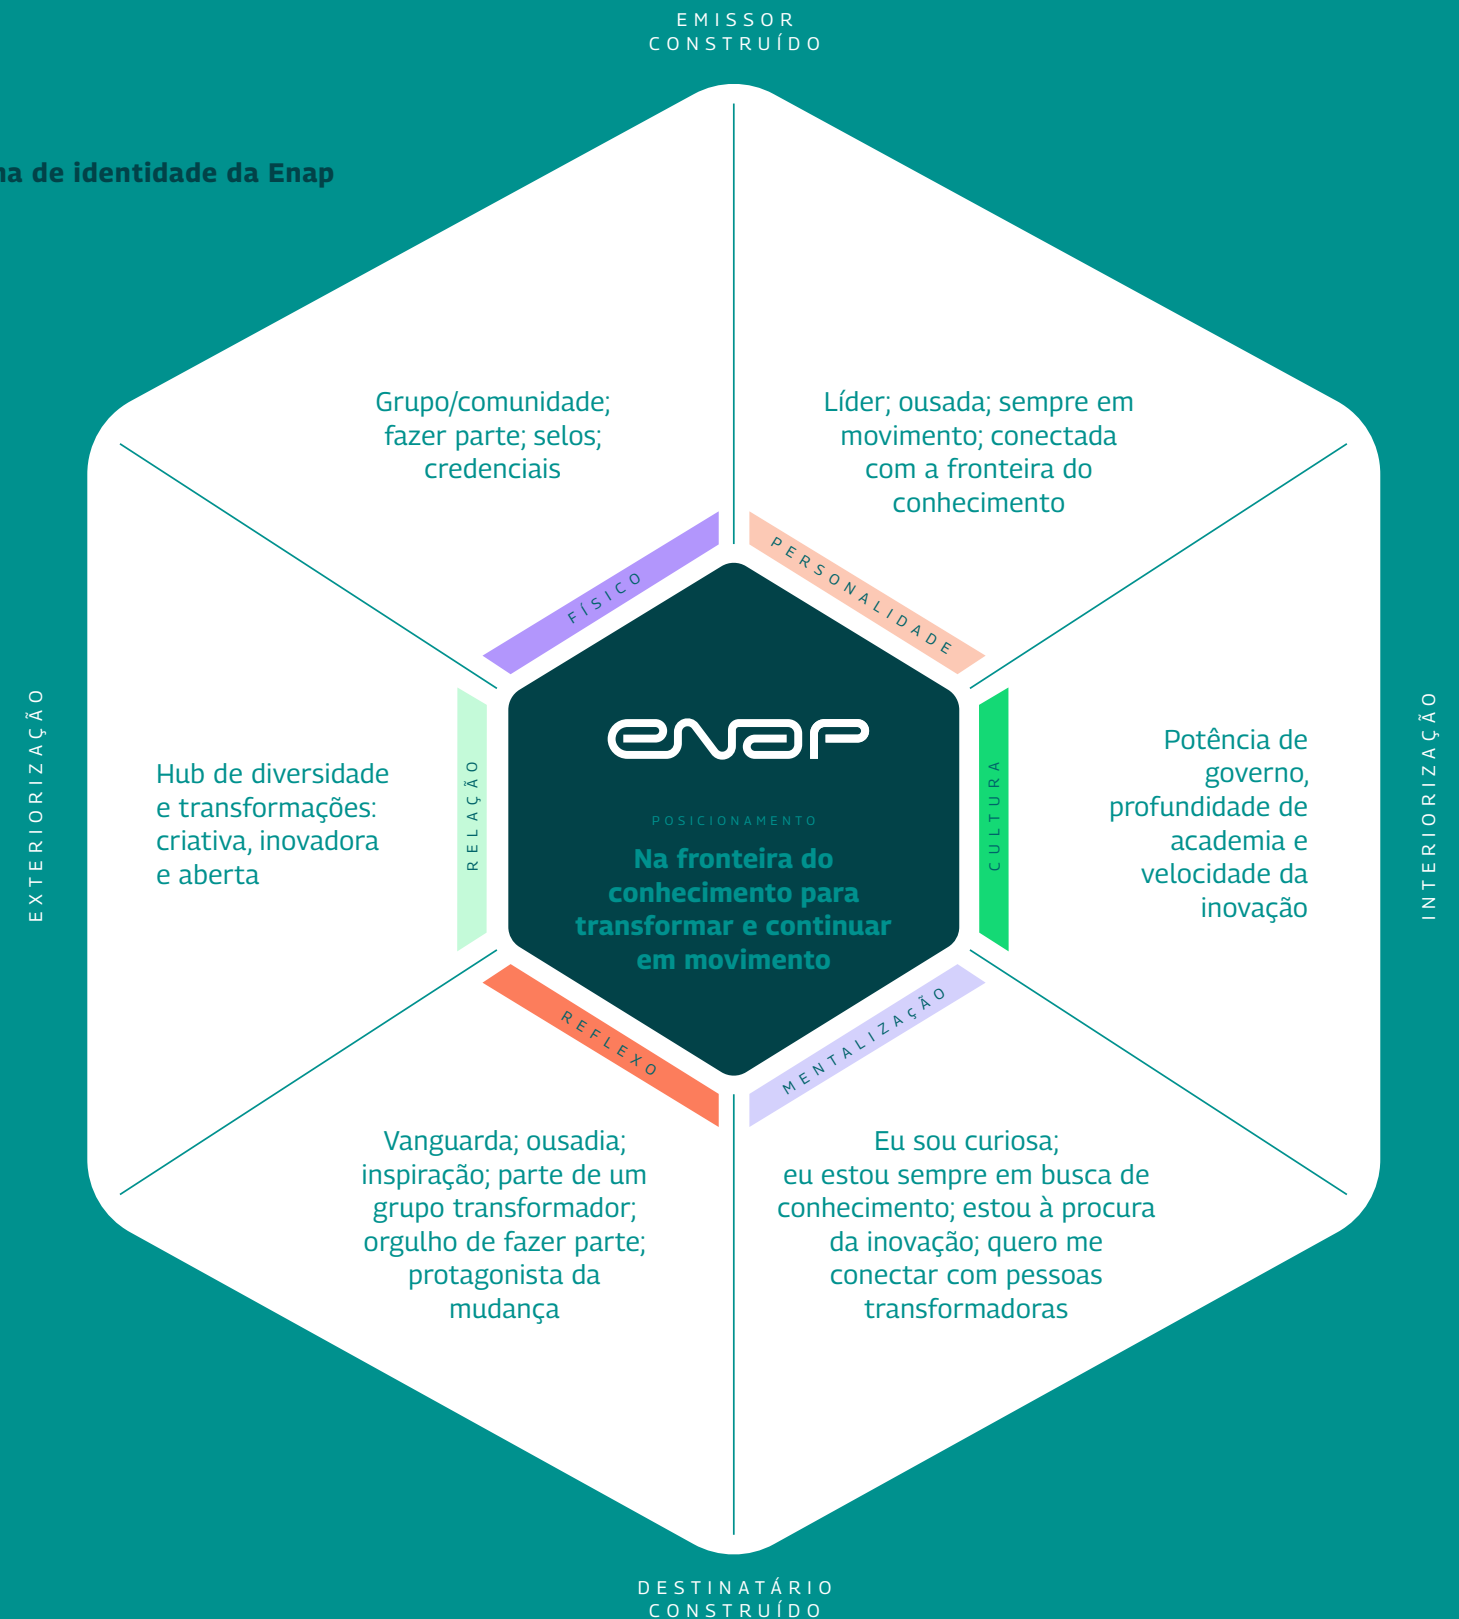 EMISSOR
CONSTRUÍDO
de identidade da Enap
Grupo/comunidade;
fazer parte; selos;
credenciais
Líder; ousada; sempre em
movimento; conectada
com a fronteira do
conhecimento
FÍSICO
PERSONALIDADE
EXTERIORIZAÇÃO
Hub de diversidade
e transformações:
criativa, inovadora
e aberta
RELAÇÃO
enap
POSICIONAMENTO
Na fronteira do
conhecimento para
transformar e continuar
em movimento
CULTURA
Potência de
governo,
profundidade de
academia e
velocidade da
inovação
INTERIORIZAÇÃO
REFLEXO
MENTALIZAÇÃO
Vanguarda; ousadia;
inspiração; parte de um
grupo transformador;
orgulho de fazer parte;
protagonista da
mudança
Eu sou curiosa;
eu estou sempre em busca de
conhecimento; estou à procura
da inovação; quero me
conectar com pessoas
transformadoras
DESTINATÁRIO
CONSTRUÍDO